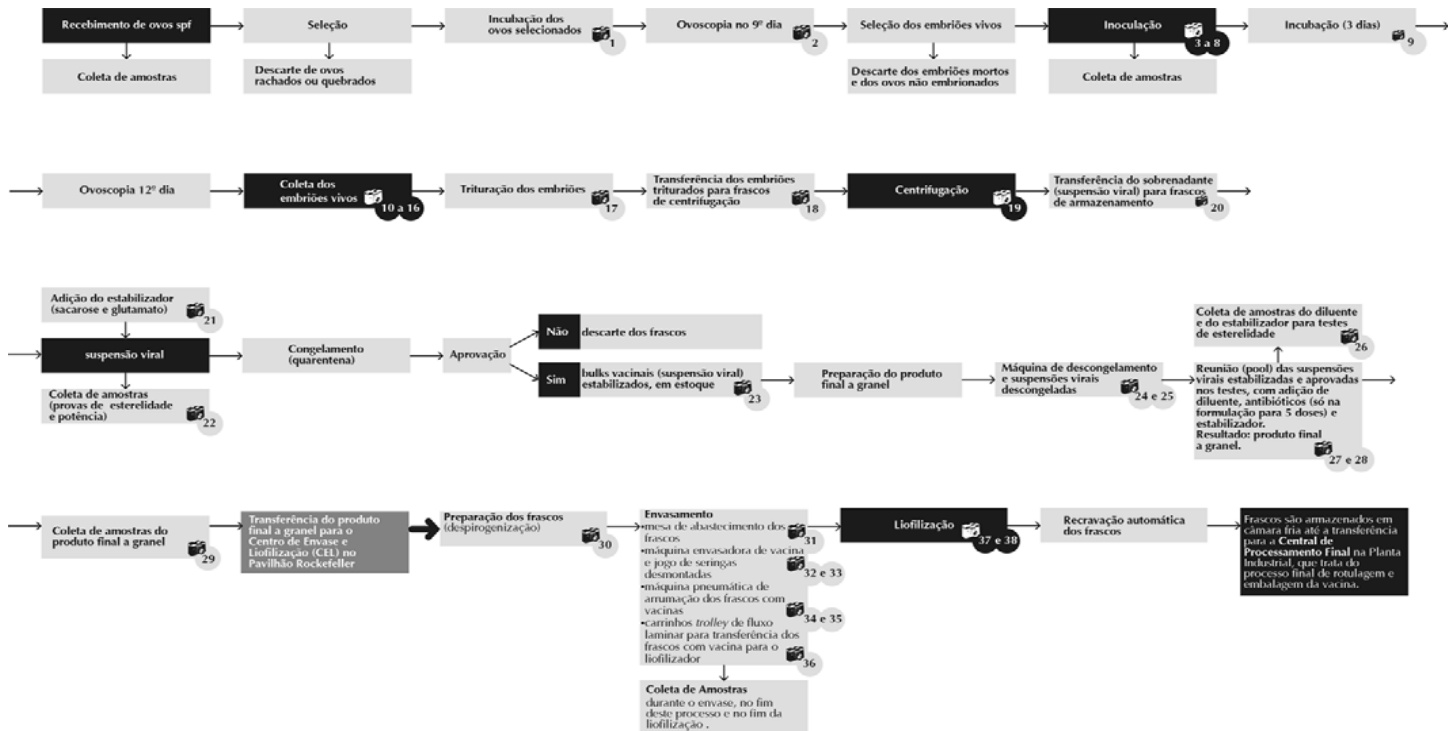 Recebimento de ovos spf
Coleta de amostras
Seleção
Descarte de ovos
rachados ou quebrados
Incubação dos
ovos selecionados
1
Ovoscopia no 9º dia
2
Seleção dos embriões vivos
Descarte dos embriões mortos
e dos ovos não embrionados
Inoculação
3 a 8
Coleta de amostras
Incubação (3 dias)
9
Ovoscopia 12º dia
Coleta dos
embriões vivos
10 a 16
Trituração dos embriões
17
Transferência dos embriões
triturados para frascos
de centrifugação
18
Centrifugação
19
Transferência do sobrenadante
(suspensão viral) para frascos
de armazenamento
20
Adição do estabilizador
(sacarose e glutamato)
21
suspensão viral
Coleta de amostras
(provas de esterelidade
e potência)
22
Congelamento
(quarentena)
Aprovação
Não
descarte dos frascos
Sim
bulks vacinais (suspensão viral)
estabilizados, em estoque
23
Preparação do produto
final a granel
Máquina de descongelamento
e suspensões virais
descongeladas
24 e 25
Coleta de amostras do diluente
e do estabilizador para testes
de esterelidade
26
Reunião (pool) das suspensões
virais estabilizadas e aprovadas
nos testes, com adição de
diluente, antibióticos (só na
formulação para 5 doses) e
estabilizador.
Resultado: produto final
a granel.
27 e 28
Coleta de amostras do
produto final a granel
29
Transferência do produto
final a granel para o
Centro de Envase e
Liofilização (CEL) no
Pavilhão Rockefeller
Preparação dos frascos
(despirogenização)
30
Envasamento
•mesa de abastecimento dos
frascos
31
•máquina envasadora de vacina
e jogo de seringas
desmontadas
32 e 33
•máquina pneumática de
arrumação dos frascos com
vacinas
34 e 35
•carrinhos trolley de fluxo
laminar para transferência dos
frascos com vacina para o
liofilizador
36
Coleta de Amostras
durante o envase, no fim
deste processo e no fim da
liofilização .
Liofilização
37 e 38
Recravação automática
dos frascos
Frascos são armazenados em
câmara fria até a transferência
para a Central de
Processamento Final na Planta
Industrial, que trata do
processo final de rotulagem e
embalagem da vacina.